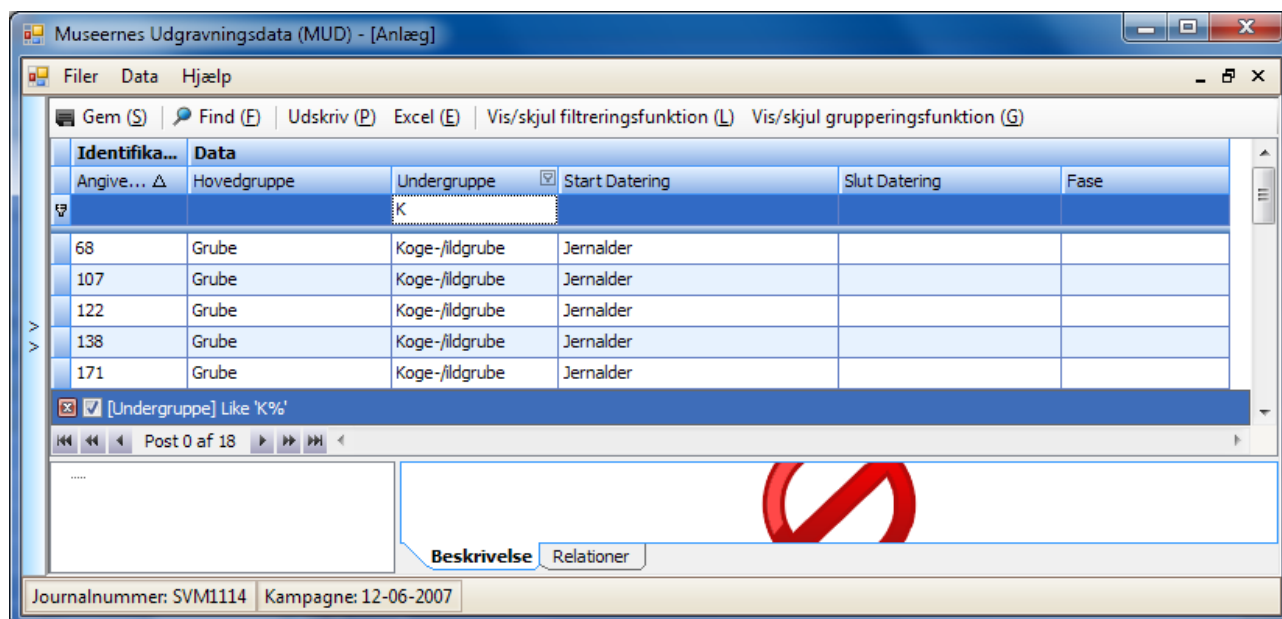 Museernes Udgravningsdata (MUD) - [Anlæg]
Filer Data Hjælp
Gem (S) Find (F) Udskriv (P) Excel (E) Vis/skjul filtreringsfunktion (L) Vis/skjul grupperingsfunktion (G)
Identifika... Data
Angive... Hovedgruppe Undergruppe Start Datering Slut Datering Fase
K
68 Grube Koge-/ildgrube Jernalder
107 Grube Koge-/ildgrube Jernalder
122 Grube Koge-/ildgrube Jernalder
138 Grube Koge-/ildgrube Jernalder
171 Grube Koge-/ildgrube Jernalder
[Undergruppe] Like 'K%'
Post 0 af 18
.....
Beskrivelse Relationer
Journalnummer: SVM1114 Kampagne: 12-06-2007